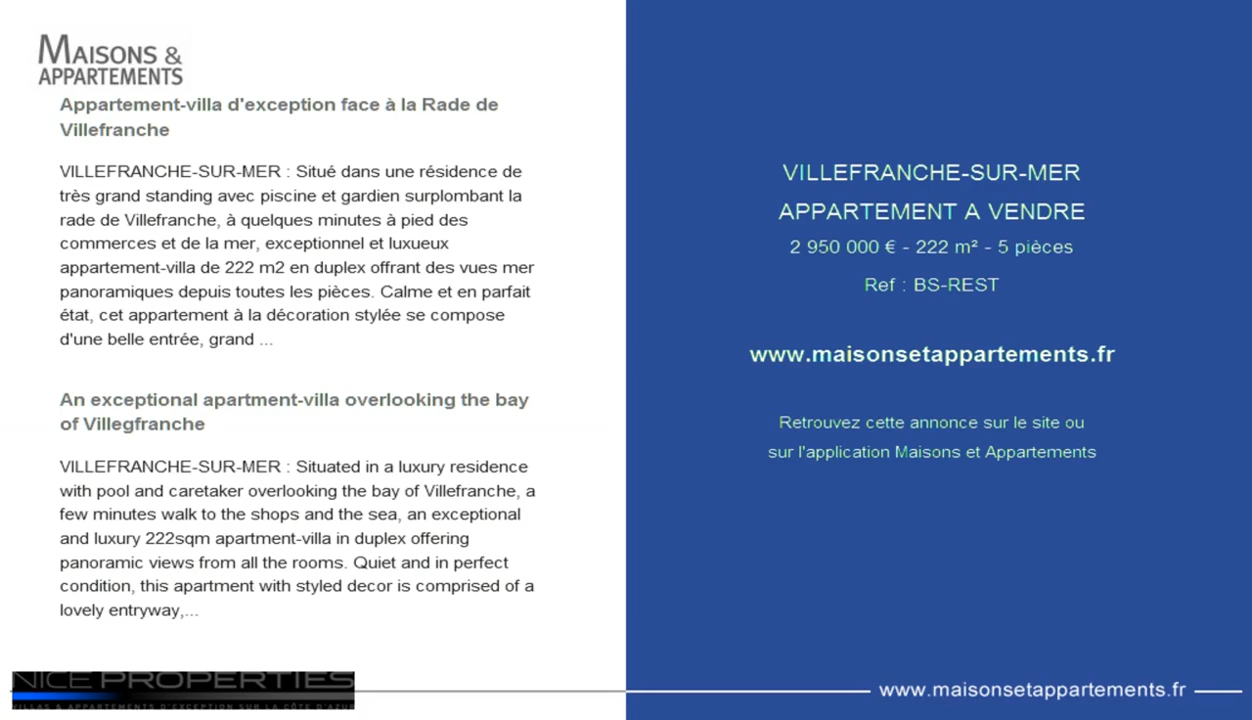 MAISONS &
APPARTEMENTS
Appartement-villa d'exception face à la Rade de
Villefranche
VILLEFRANCHE-SUR-MER : Situé dans une résidence de
très grand standing avec piscine et gardien surplombant la
rade de Villefranche, à quelques minutes à pied des
commerces et de la mer, exceptionnel et luxueux
appartement-villa de 222 m2 en duplex offrant des vues mer
panoramiques depuis toutes les pièces. Calme et en parfait
état, cet appartement à la décoration stylée se compose
d'une belle entrée, grand ...
An exceptional apartment-villa overlooking the bay
of Villegfranche
VILLEFRANCHE-SUR-MER : Situated in a luxury residence
with pool and caretaker overlooking the bay of Villefranche, a
few minutes walk to the shops and the sea, an exceptional
and luxury 222sqm apartment-villa in duplex offering
panoramic views from all the rooms. Quiet and in perfect
condition, this apartment with styled decor is comprised of a
lovely entryway,...
NICE PROPERTIES
VILLAS & APPARTEMENTS D'EXCEPTION SUR LA CÔTE D'AZUR
VILLEFRANCHE-SUR-MER
APPARTEMENT A VENDRE
2 950 000 € - 222 m² - 5 pièces
Ref : BS-REST
www.maisonsetappartements.fr
Retrouvez cette annonce sur le site ou
sur l'application Maisons et Appartements
www.maisonsetappartements.fr